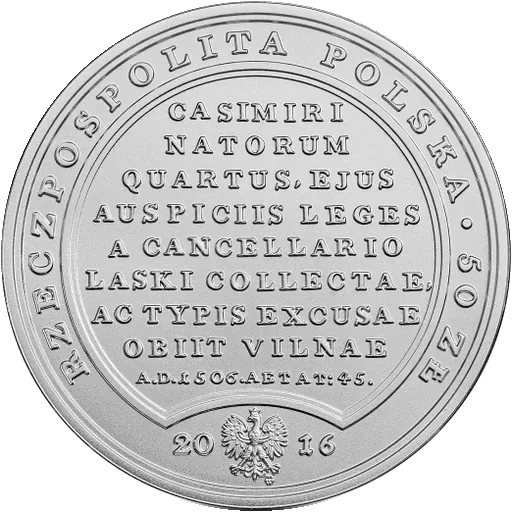 RZECZPOSPOLITA POLSKA · 50 ZŁ
CASIMIRI
NATORUM
QUARTUS, EJUS
AUSPICIIS LEGES
A CANCELLARIO
LASKI COLLECTAE,
AC TYPIS EXCUSAE
OBIIT VILNAE
A.D.1506.AETAT:45.
20 16